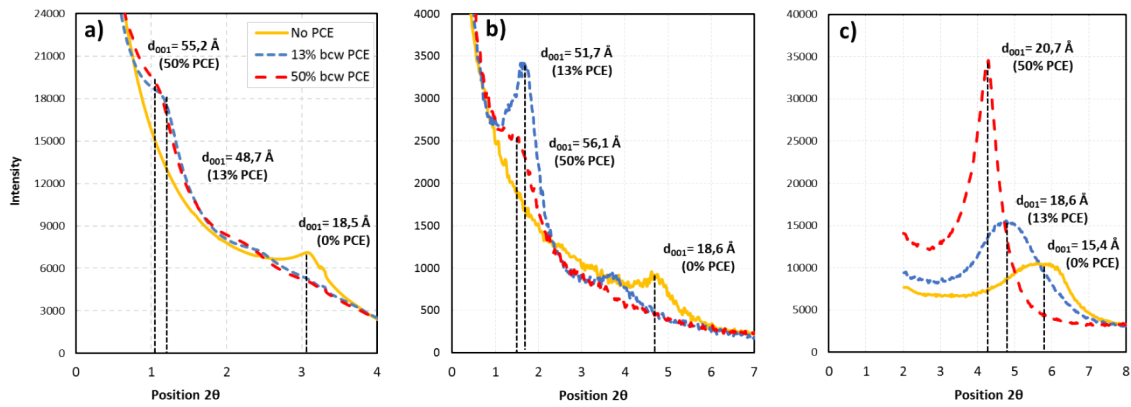 a)
No PCE
13% bcw PCE
50% bcw PCE
d001= 55,2 Å
(50% PCE)
d001= 48,7 Å
(13% PCE)
d001= 18,5 Å
(0% PCE)
Intensity
24000
21000
18000
15000
12000
9000
6000
3000
0
0
1
2
3
4
Position 2θ
b)
d001= 51,7 Å
(13% PCE)
d001= 56,1 Å
(50% PCE)
d001= 18,6 Å
(0% PCE)
4000
3500
3000
2500
2000
1500
1000
500
0
0
1
2
3
4
5
6
7
Position 2θ
c)
d001= 20,7 Å
(50% PCE)
d001= 18,6 Å
(13% PCE)
d001= 15,4 Å
(0% PCE)
40000
35000
30000
25000
20000
15000
10000
5000
0
0
1
2
3
4
5
6
7
8
Position 2θ